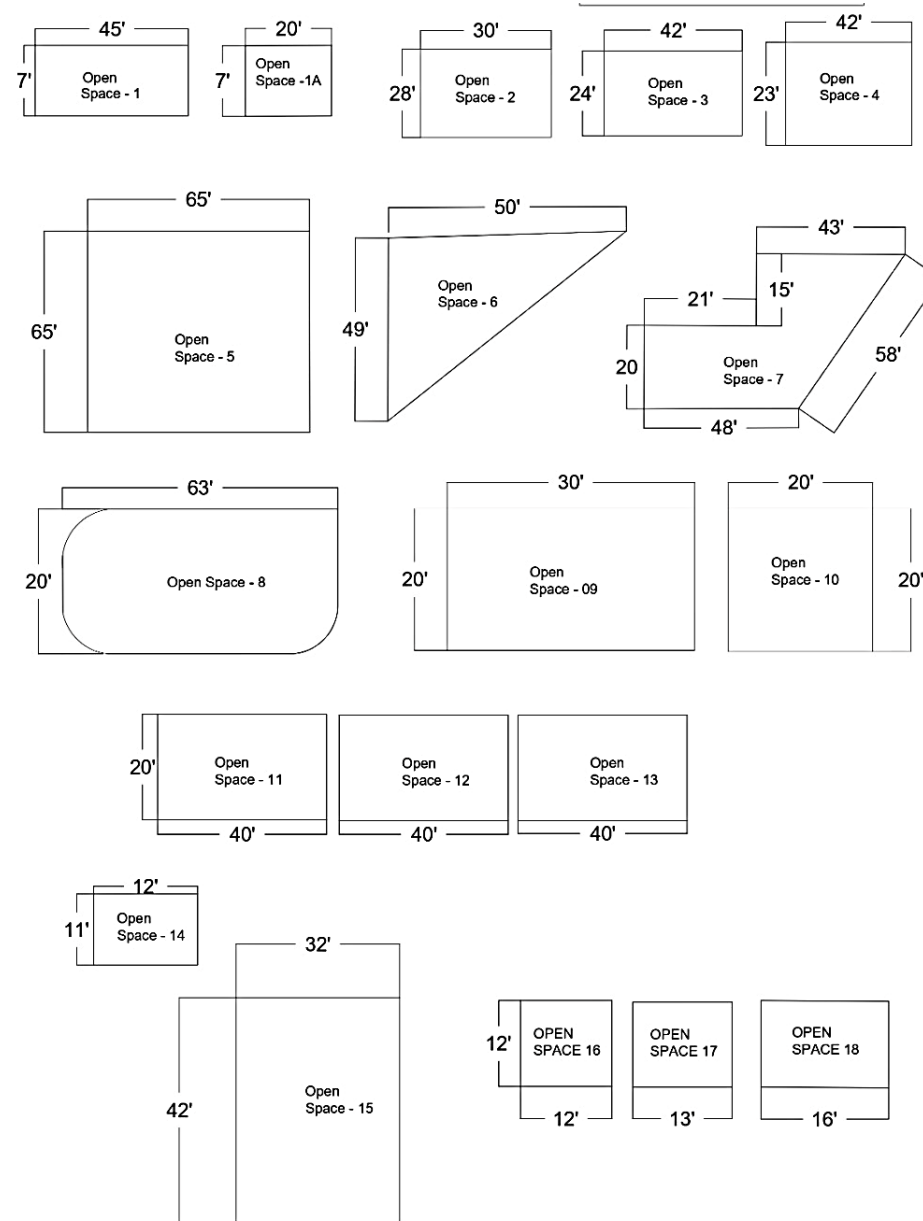 45'
20'
30'
42'
42'
7'
Open
Space - 1
7'
Open
Space -1A
28'
Open
Space - 2
24'
Open
Space - 3
23'
Open
Space - 4
65'
50'
43'
65'
Open
Space - 5
49'
Open
Space - 6
21'
15'
20
Open
Space - 7
58'
48'
63'
30'
20'
20'
Open Space - 8
20'
Open
Space - 09
Open
Space - 10
20'
20'
Open
Space - 11
Open
Space - 12
Open
Space - 13
40'
40'
40'
12'
11'
Open
Space - 14
32'
42'
Open
Space - 15
12'
OPEN
SPACE 16
OPEN
SPACE 17
OPEN
SPACE 18
12'
13'
16'